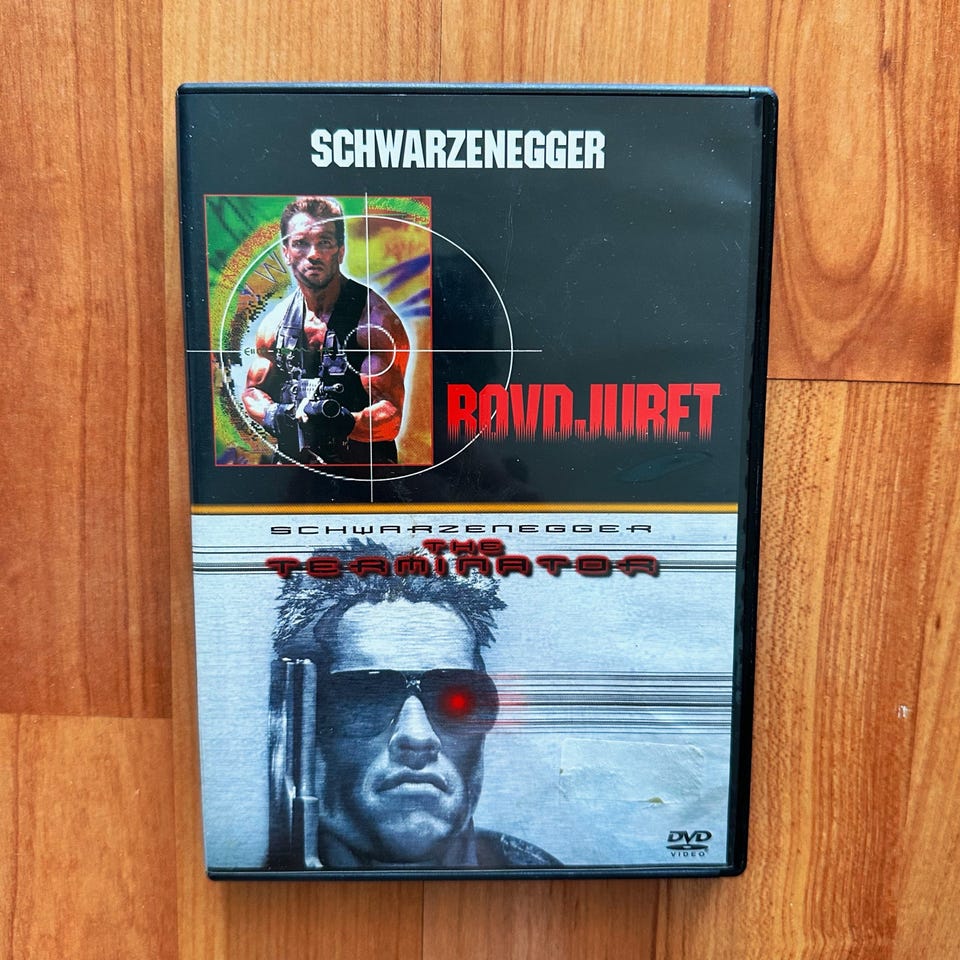 SCHWARZENEGGER
ROVDJURET
SCHWARZENEGGER
THE
TERMINATOR
DVD
VIDEO